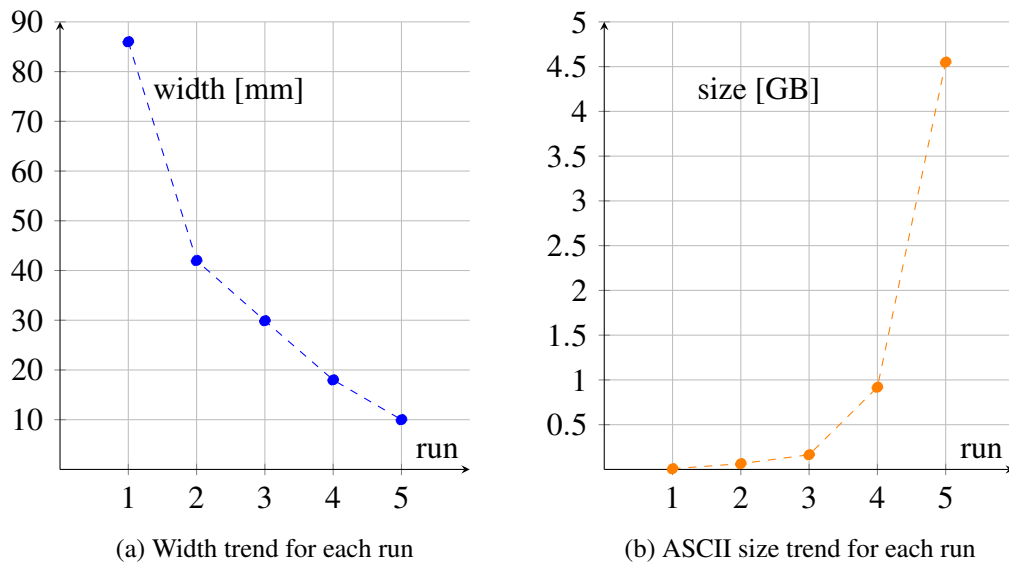 90
80
70
60
50
40
30
20
10
width [mm]
run
1 2 3 4 5
(a) Width trend for each run
5
4.5
4
3.5
3
2.5
2
1.5
1
0.5
size [GB]
run
1 2 3 4 5
(b) ASCII size trend for each run